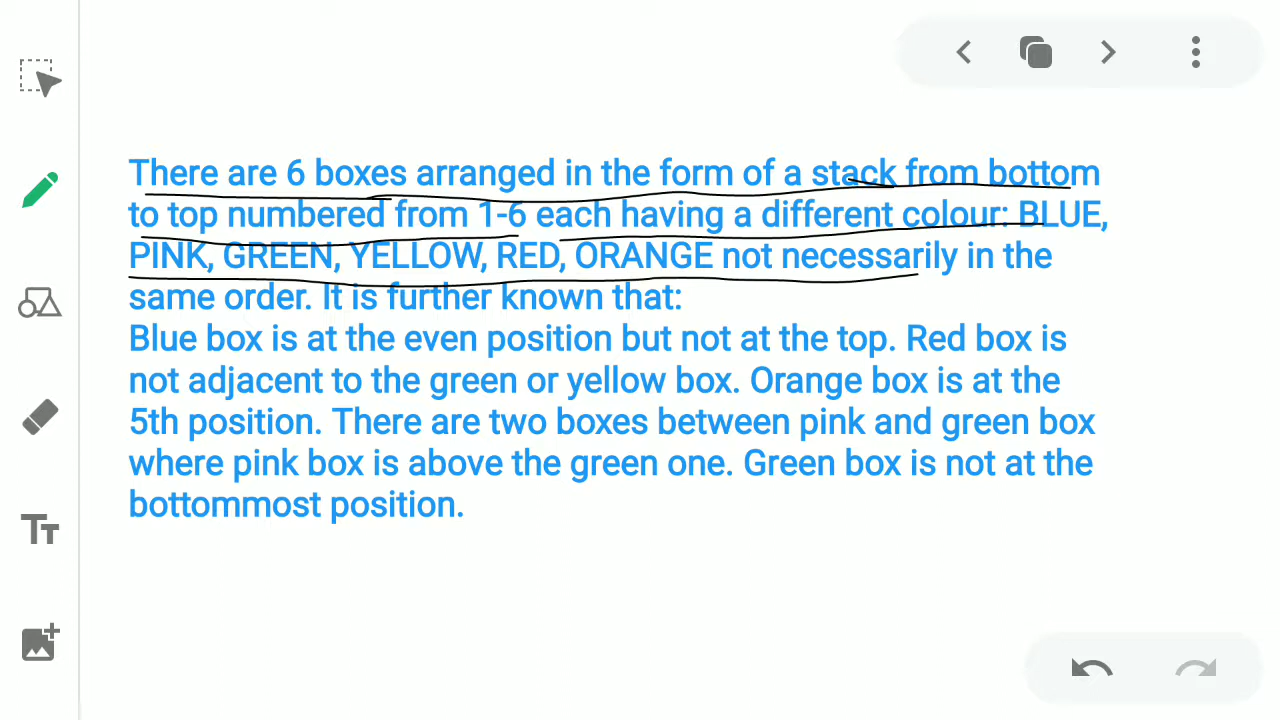 There are 6 boxes arranged in the form of a stack from bottom
to top numbered from 1-6 each having a different colour: BLUE,
PINK, GREEN, YELLOW, RED, ORANGE not necessarily in the
same order. It is further known that:
Blue box is at the even position but not at the top. Red box is
not adjacent to the green or yellow box. Orange box is at the
5th position. There are two boxes between pink and green box
where pink box is above the green one. Green box is not at the
bottommost position.